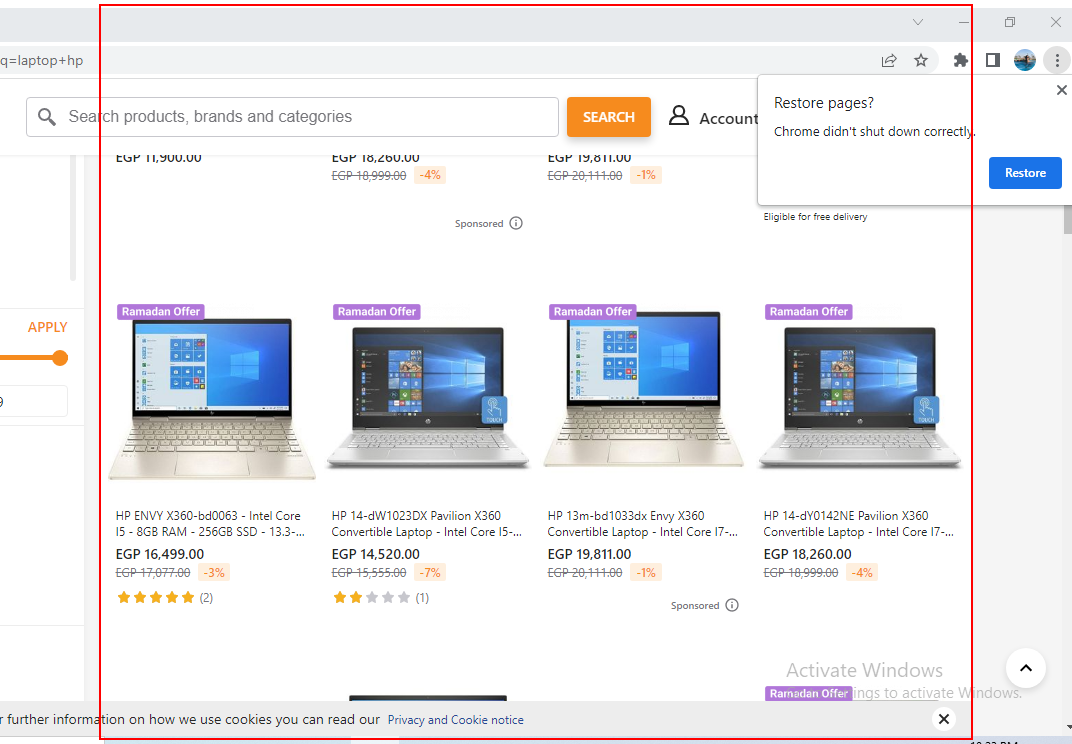 q=laptop+hp
Restore pages?
Chrome didn't shut down correctly.
Restore
Search products, brands and categories
SEARCH
Account
EGP 11,900.00
EGP 18,260.00
EGP 18,999.00 -4%
EGP 19,811.00
EGP 20,111.00 -1%
Eligible for free delivery
Sponsored
APPLY
9
Ramadan Offer
Ramadan Offer
Ramadan Offer
Ramadan Offer
TOUCH
TOUCH
HP ENVY X360-bd0063 - Intel Core
I5 - 8GB RAM - 256GB SSD - 13.3-...
EGP 16,499.00
EGP 17,077.00 -3%
(2)
HP 14-dW1023DX Pavilion X360
Convertible Laptop - Intel Core I5-...
EGP 14,520.00
EGP 15,555.00 -7%
(1)
HP 13m-bd1033dx Envy X360
Convertible Laptop - Intel Core I7-...
EGP 19,811.00
EGP 20,111.00 -1%
Sponsored
HP 14-dY0142NE Pavilion X360
Convertible Laptop - Intel Core I7-...
EGP 18,260.00
EGP 18,999.00 -4%
Activate Windows
Ramadan Offer
ings to activate Windows.
r further information on how we use cookies you can read our Privacy and Cookie notice